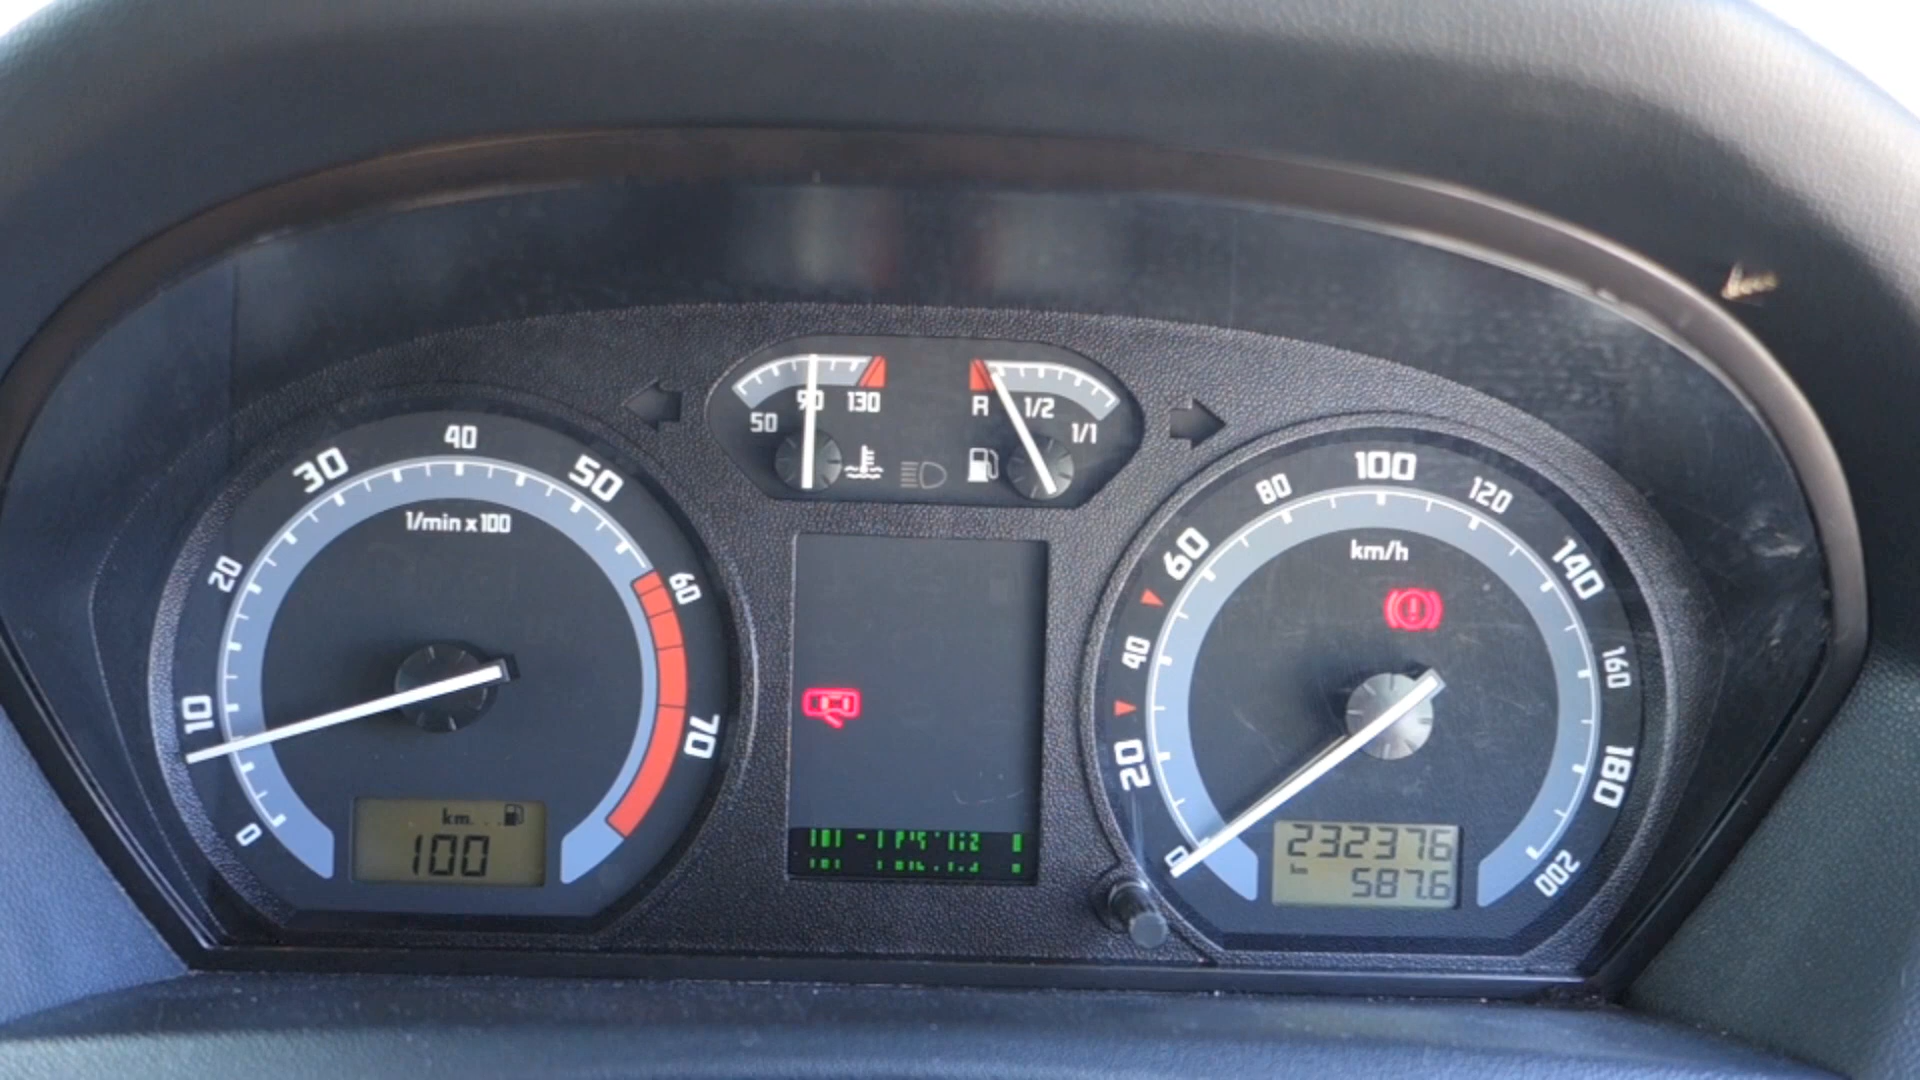 50 90 130
R 1/2 1/1
0 10 20 30 40 50 60 70
1/min x 100
km
100
0 20 40 60 80 100 120 140 160 180 200
km/h
232376
km 587.6